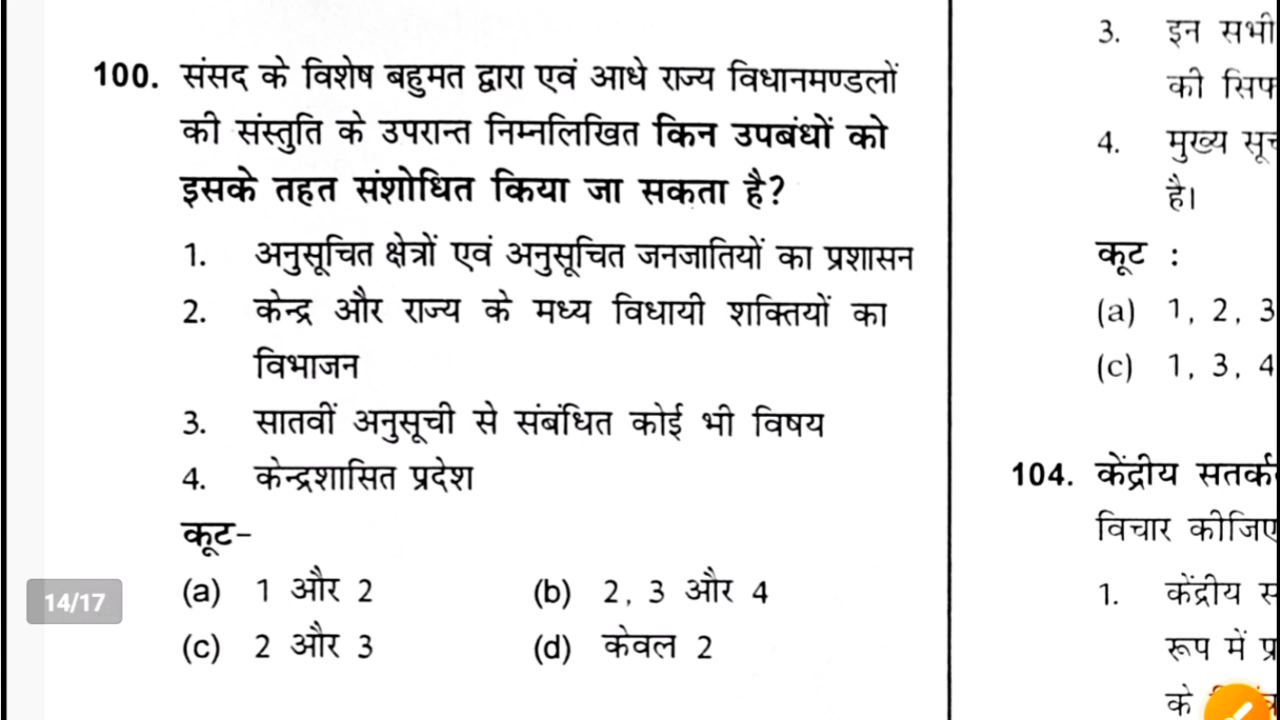 100. संसद के विशेष बहुमत द्वारा एवं आधे राज्य विधानमण्डलों
की संस्तुति के उपरान्त निम्नलिखित किन उपबंधों को
इसके तहत संशोधित किया जा सकता है?
1. अनुसूचित क्षेत्रों एवं अनुसूचित जनजातियों का प्रशासन
2. केन्द्र और राज्य के मध्य विधायी शक्तियों का
विभाजन
3. सातवीं अनुसूची से संबंधित कोई भी विषय
4. केन्द्रशासित प्रदेश
कूट-
(a) 1 और 2 (b) 2, 3 और 4
(c) 2 और 3 (d) केवल 2
14/17
3. इन सभी
की
4. मुख्य
है।
कूट :
(a) 1, 2, 3
(c) 1, 3, 4
104. केंद्रीय
विचार
1. केंद्रीय
रूप में
के